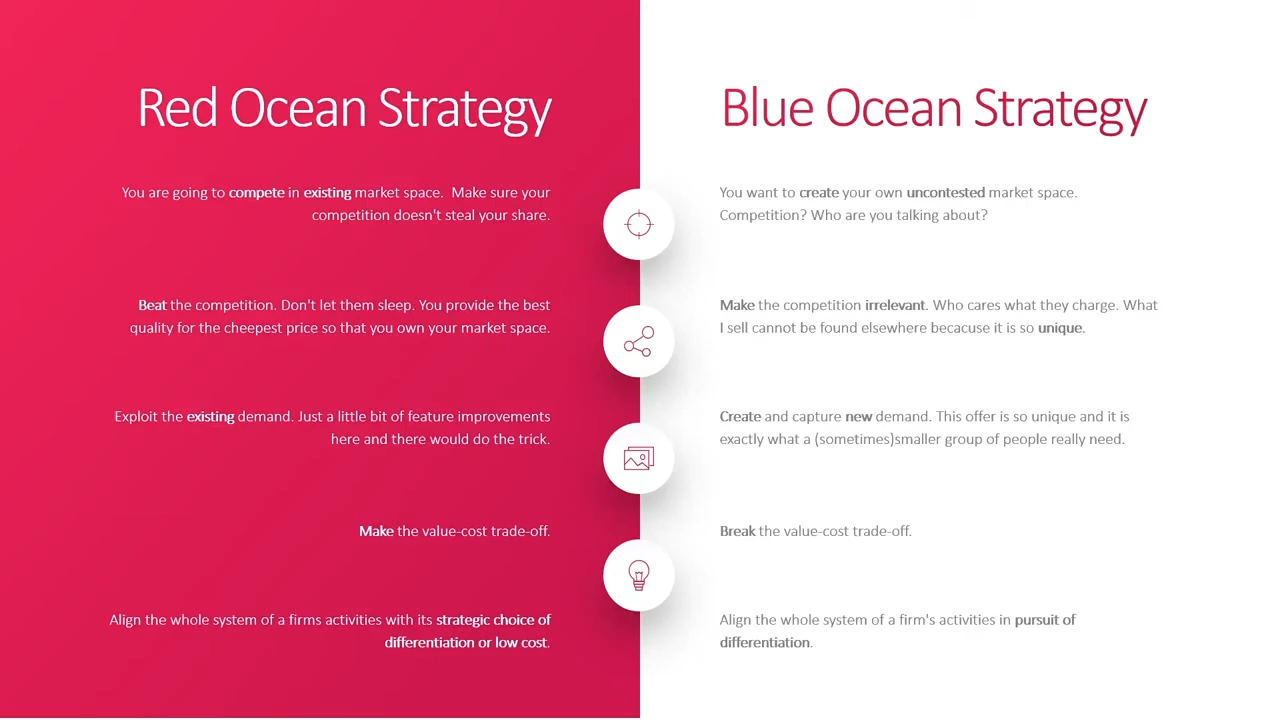 Red Ocean Strategy
You are going to compete in existing market space.  Make sure your
competition doesn't steal your share.
Beat the competition. Don't let them sleep. You provide the best
quality for the cheapest price so that you own your market space.
Exploit the existing demand. Just a little bit of feature improvements
here and there would do the trick.
Make the value-cost trade-off.
Align the whole system of a firms activities with its strategic choice of
differentiation or low cost.
Blue Ocean Strategy
You want to create your own uncontested market space.
Competition? Who are you talking about?
Make the competition irrelevant. Who cares what they charge. What
I sell cannot be found elsewhere becacuse it is so unique.
Create and capture new demand. This offer is so unique and it is
exactly what a (sometimes)smaller group of people really need.
Break the value-cost trade-off.
Align the whole system of a firm's activities in pursuit of
differentiation.